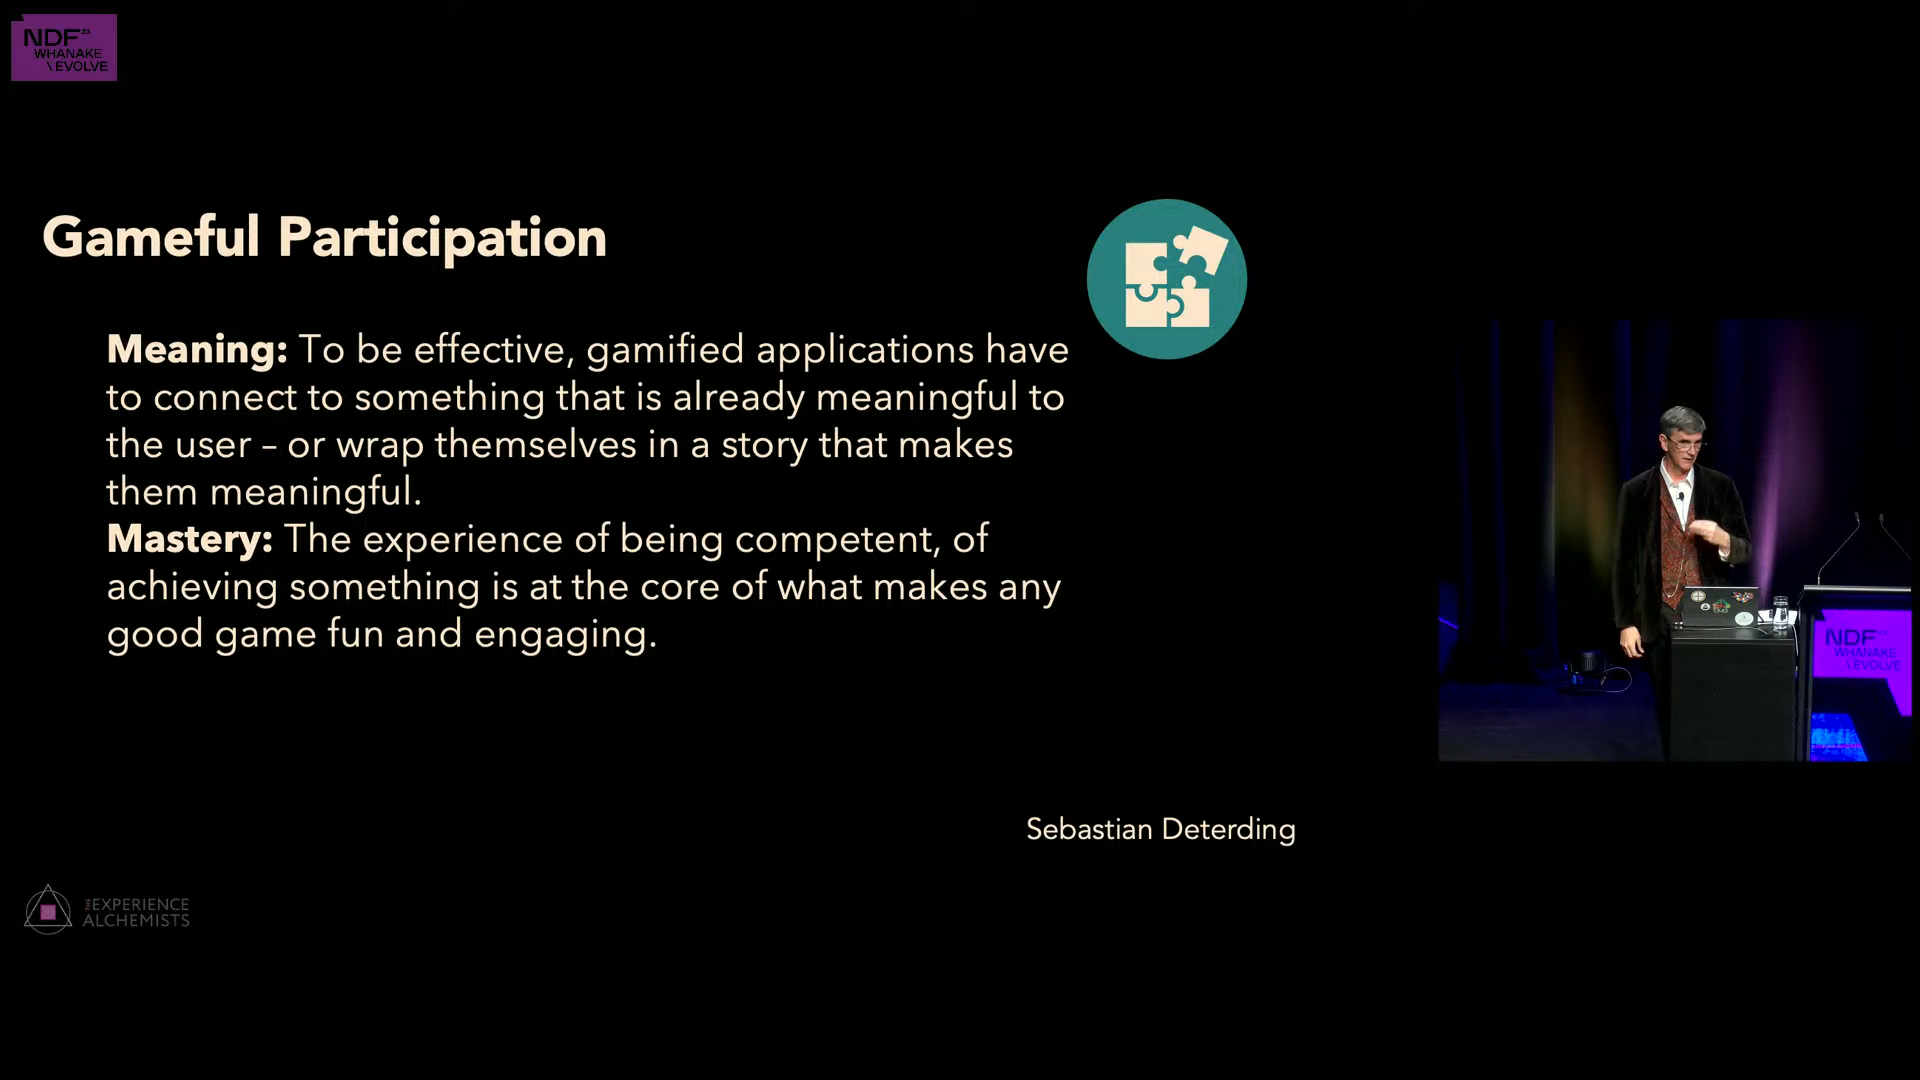 NDF23
WHANAKE
\EVOLVE
Gameful Participation
Meaning: To be effective, gamified applications have
to connect to something that is already meaningful to
the user – or wrap themselves in a story that makes
them meaningful.
Mastery: The experience of being competent, of
achieving something is at the core of what makes any
good game fun and engaging.
NDF23
WHANAKE
\EVOLVE
Sebastian Deterding
THE EXPERIENCE
ALCHEMISTS